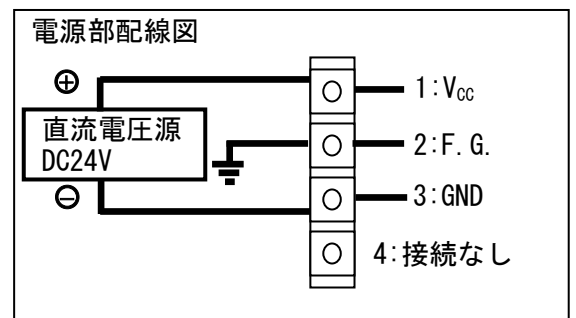 電源部配線図
⊕
直流電圧源
DC24V
⊖
1:Vcc
2:F.G.
3:GND
4:接続なし